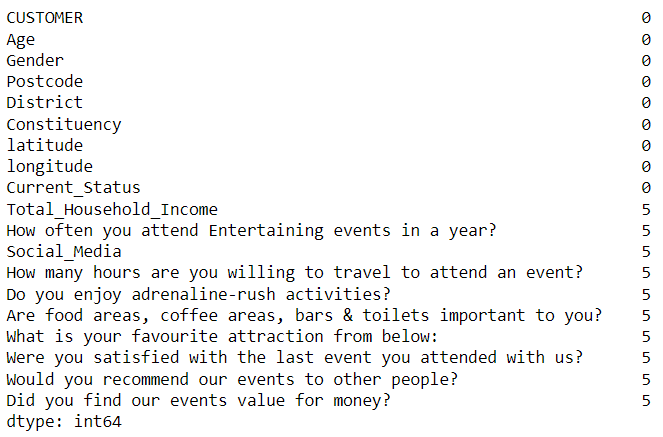 CUSTOMER 0
Age 0
Gender 0
Postcode 0
District 0
Constituency 0
latitude 0
longitude 0
Current_Status 0
Total_Household_Income 5
How often you attend Entertaining events in a year? 5
Social_Media 5
How many hours are you willing to travel to attend an event? 5
Do you enjoy adrenaline-rush activities? 5
Are food areas, coffee areas, bars & toilets important to you? 5
What is your favourite attraction from below: 5
Were you satisfied with the last event you attended with us? 5
Would you recommend our events to other people? 5
Did you find our events value for money? 5
dtype: int64